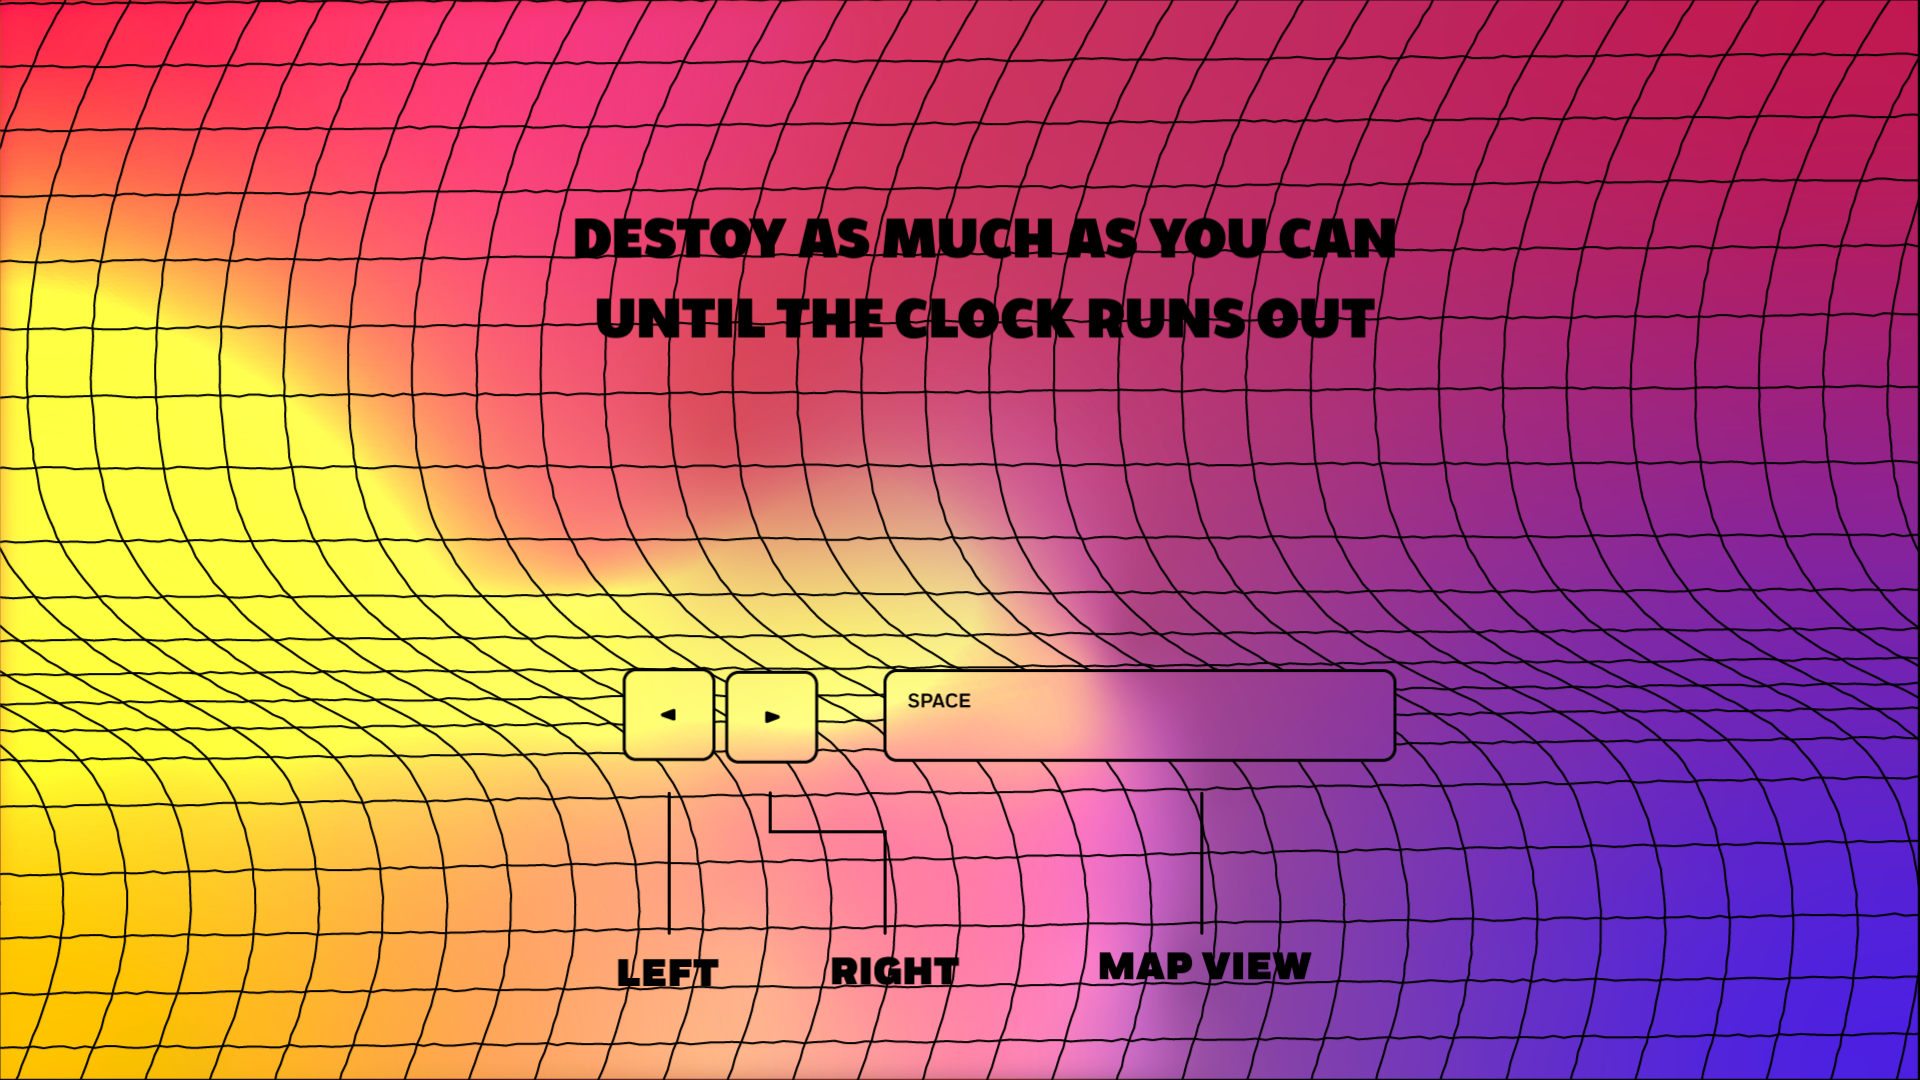 DESTOY AS MUCH AS YOU CAN
UNTIL THE CLOCK RUNS OUT
SPACE
LEFT RIGHT MAP VIEW